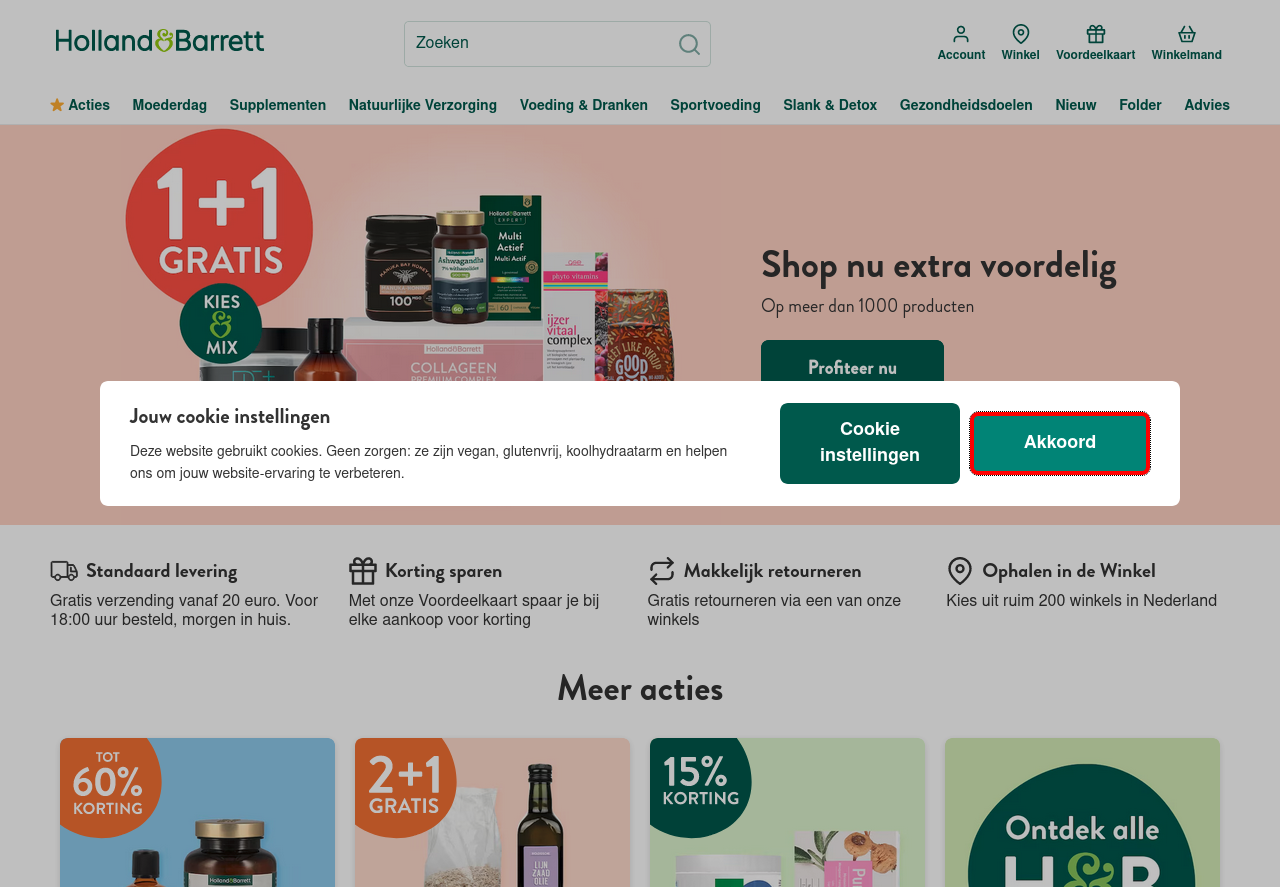 Holland&Barrett
Zoeken
Account
Winkel
Voordeelkaart
Winkelmand
Acties
Moederdag
Supplementen
Natuurlijke Verzorging
Voeding & Dranken
Sportvoeding
Slank & Detox
Gezondheidsdoelen
Nieuw
Folder
Advies
1+1
GRATIS
KIES
&
MIX
Holland&Barrett
EXPERT
Multi
Actief
Multi Actif
Ashwagandha
MANUKA HONEY
100 MGO
phyto vitamins
ijzer
vitaal
complex
Holland&Barrett
COLLAGEEN
PREMIUM COMPLEX
SWEET LIKE SYRUP
GOOD
Shop nu extra voordelig
Op meer dan 1000 producten
Profiteer nu
Jouw cookie instellingen
Deze website gebruikt cookies. Geen zorgen: ze zijn vegan, glutenvrij, koolhydraatarm en helpen
ons om jouw website-ervaring te verbeteren.
Cookie
instellingen
Akkoord
Standaard levering
Gratis verzending vanaf 20 euro. Voor
18:00 uur besteld, morgen in huis.
Korting sparen
Met onze Voordeelkaart spaar je bij
elke aankoop voor korting
Makkelijk retourneren
Gratis retourneren via een van onze
winkels
Ophalen in de Winkel
Kies uit ruim 200 winkels in Nederland
Meer acties
TOT
60%
KORTING
Holland&Barrett
2+1
GRATIS
LIJN
ZAAD
OLIE
15%
KORTING
Pu
Ontdek alle
H&B